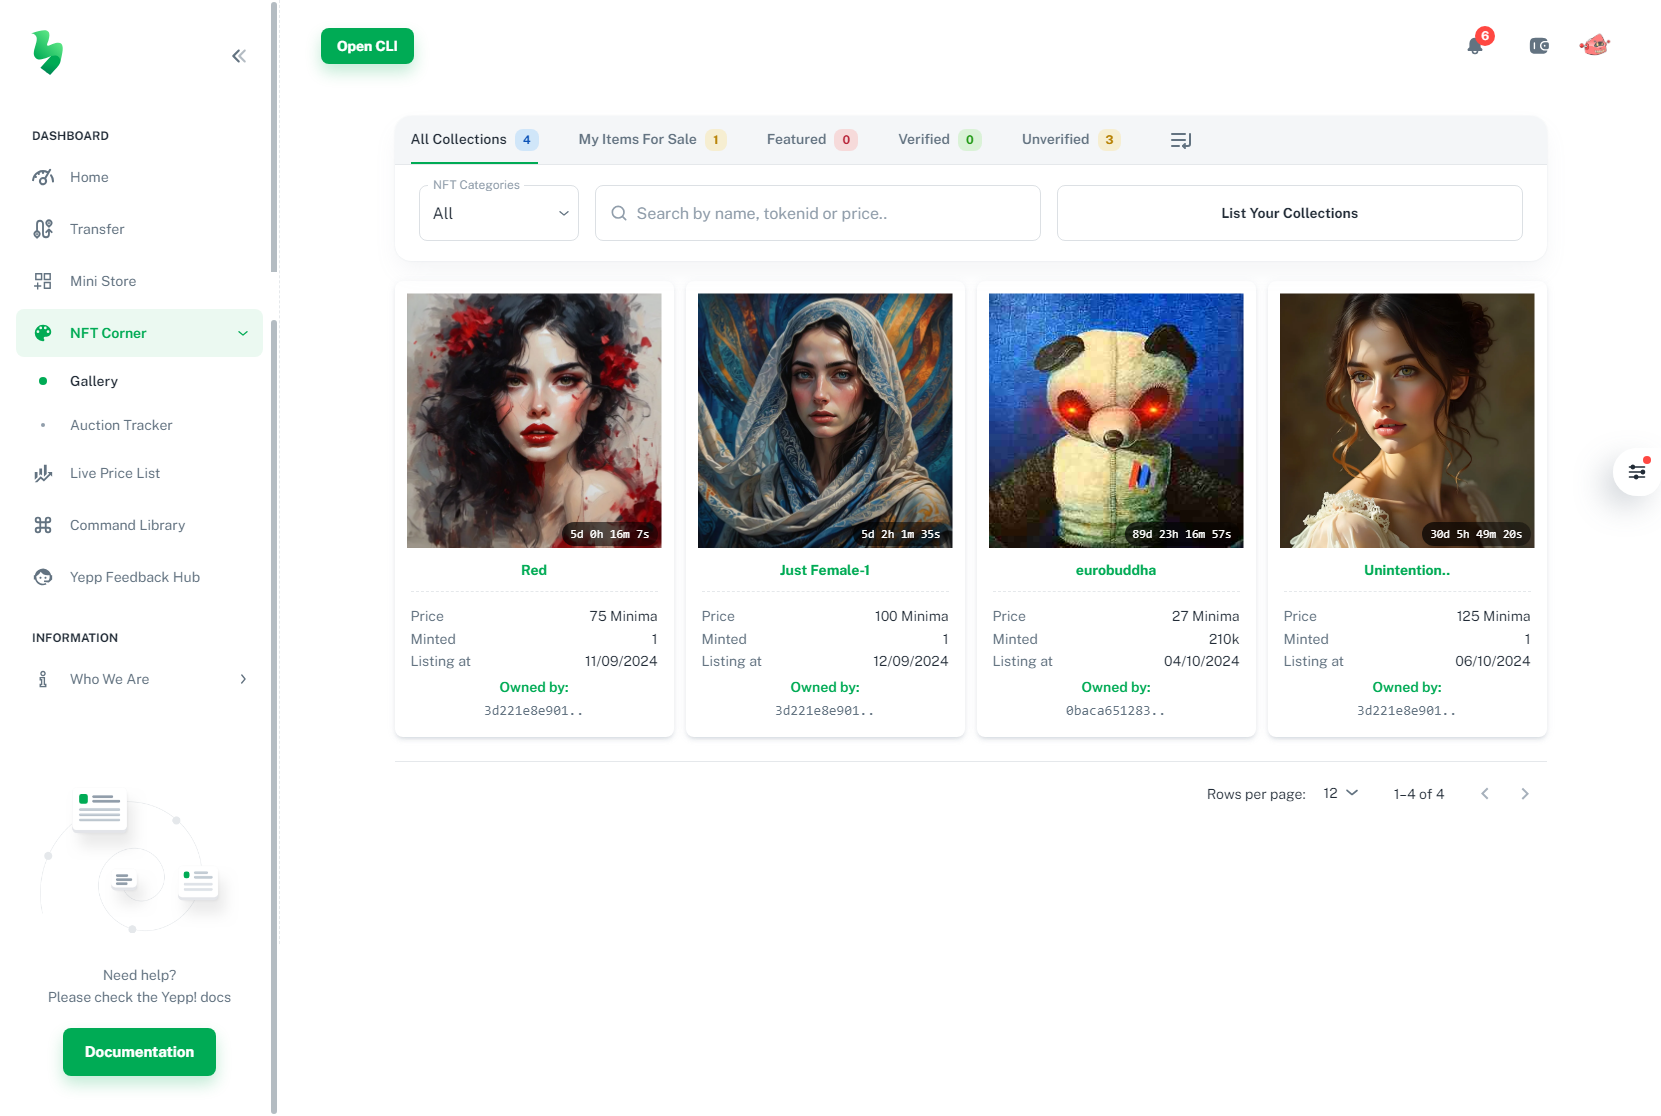 Open CLI
6
DASHBOARD
Home
Transfer
Mini Store
NFT Corner
Gallery
Auction Tracker
Live Price List
Command Library
Yepp Feedback Hub
INFORMATION
Who We Are
Need help?
Please check the Yepp! docs
Documentation
All Collections 4 My Items For Sale 1 Featured 0 Verified 0 Unverified 3
NFT Categories
All
Search by name, tokenid or price..
List Your Collections
5d 0h 16m 7s
Red
Price 75 Minima
Minted 1
Listing at 11/09/2024
Owned by:
3d221e8e901..
5d 2h 1m 35s
Just Female-1
Price 100 Minima
Minted 1
Listing at 12/09/2024
Owned by:
3d221e8e901..
89d 23h 16m 57s
eurobuddha
Price 27 Minima
Minted 210k
Listing at 04/10/2024
Owned by:
0baca651283..
30d 5h 49m 20s
Unintention..
Price 125 Minima
Minted 1
Listing at 06/10/2024
Owned by:
3d221e8e901..
Rows per page: 12 1–4 of 4